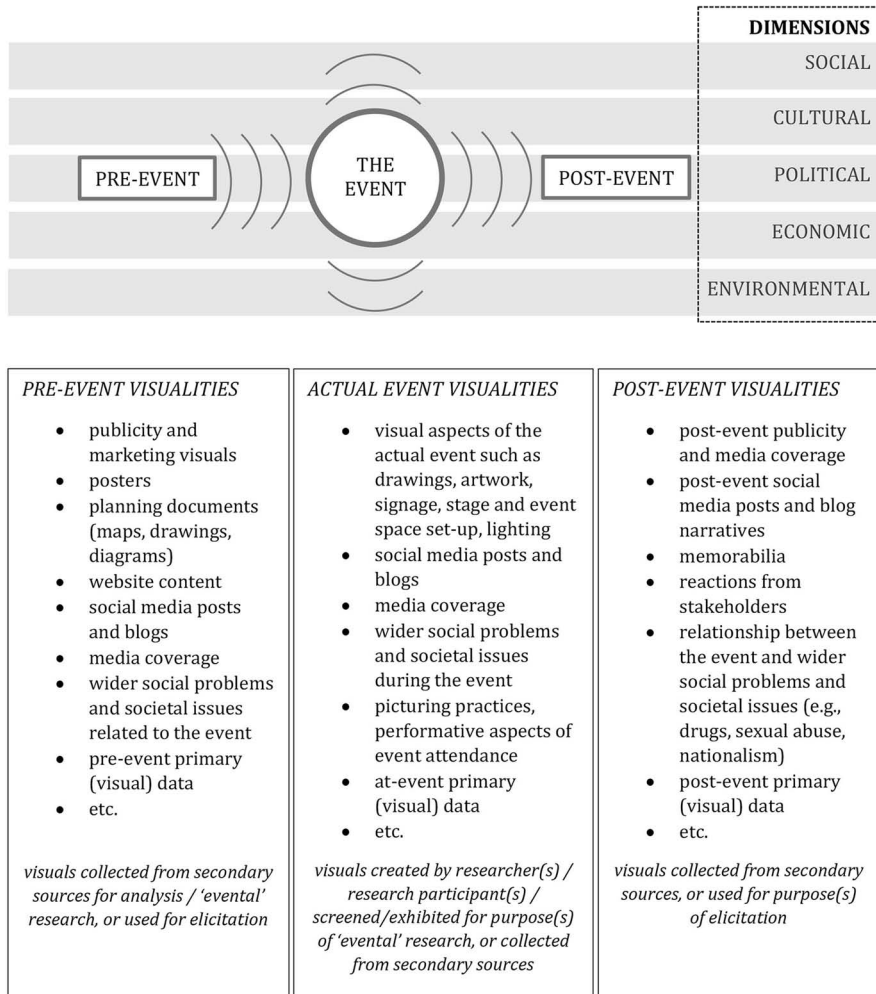 DIMENSIONS
SOCIAL
CULTURAL
PRE-EVENT
THE
EVENT
POST-EVENT
POLITICAL
ECONOMIC
ENVIRONMENTAL
PRE-EVENT VISUALITIES
• publicity and
marketing visuals
• posters
• planning documents
(maps, drawings,
diagrams)
• website content
• social media posts
and blogs
• media coverage
• wider social problems
and societal issues
related to the event
• pre-event primary
(visual) data
• etc.
visuals collected from secondary
sources for analysis / ‘evental’
research, or used for elicitation
ACTUAL EVENT VISUALITIES
• visual aspects of the
actual event such as
drawings, artwork,
signage, stage and event
space set-up, lighting
• social media posts and
blogs
• media coverage
• wider social problems
and societal issues
during the event
• picturing practices,
performative aspects of
event attendance
• at-event primary
(visual) data
• etc.
visuals created by researcher(s) /
research participant(s) /
screened/exhibited for purpose(s)
of ‘evental’ research, or collected
from secondary sources
POST-EVENT VISUALITIES
• post-event publicity
and media coverage
• post-event social
media posts and blog
narratives
• memorabilia
• reactions from
stakeholders
• relationship between
the event and wider
social problems and
societal issues (e.g.,
drugs, sexual abuse,
nationalism)
• post-event primary
(visual) data
• etc.
visuals collected from secondary
sources, or used for purpose(s)
of elicitation